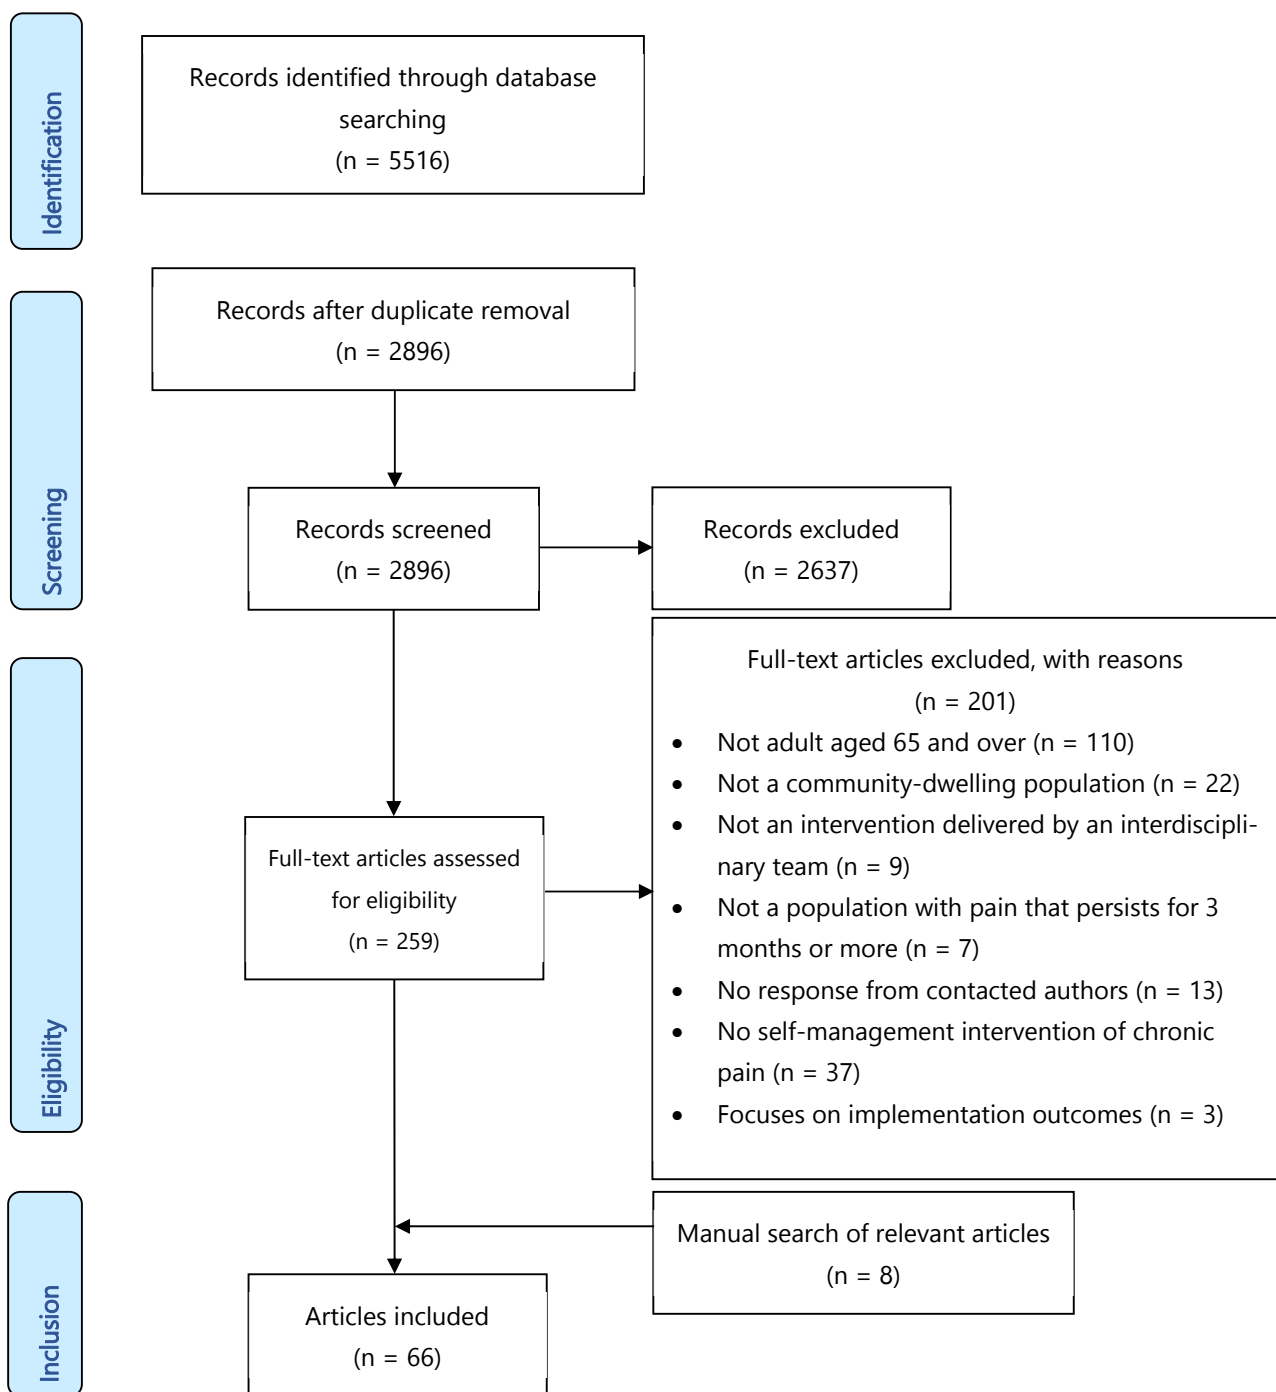 Identification
Records identified through database
searching
(n = 5516)
Screening
Records after duplicate removal
(n = 2896)
Records screened
(n = 2896)
Records excluded
(n = 2637)
Eligibility
Full-text articles assessed
for eligibility
(n = 259)
Full-text articles excluded, with reasons
(n = 201)
• Not adult aged 65 and over (n = 110)
• Not a community-dwelling population (n = 22)
• Not an intervention delivered by an interdiscipli-
nary team (n = 9)
• Not a population with pain that persists for 3
months or more (n = 7)
• No response from contacted authors (n = 13)
• No self-management intervention of chronic
pain (n = 37)
• Focuses on implementation outcomes (n = 3)
Inclusion
Manual search of relevant articles
(n = 8)
Articles included
(n = 66)